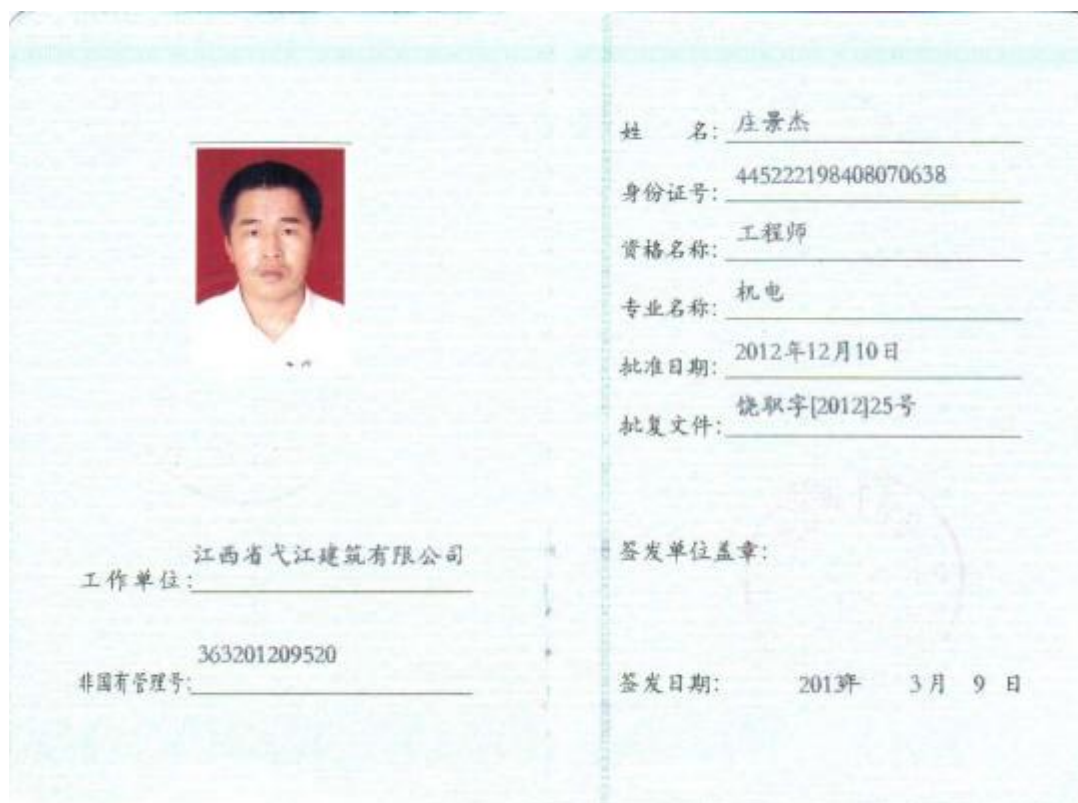 江西省弋江建筑有限公司
工作单位:
363201209520
非国有管理号:
姓 名: 庄景杰
身份证号: 445222198408070638
资格名称: 工程师
专业名称: 机电
批准日期: 2012年12月10日
批复文件: 饶职字[2012]25号
签发单位盖章:
签发日期: 2013年 3月 9 日